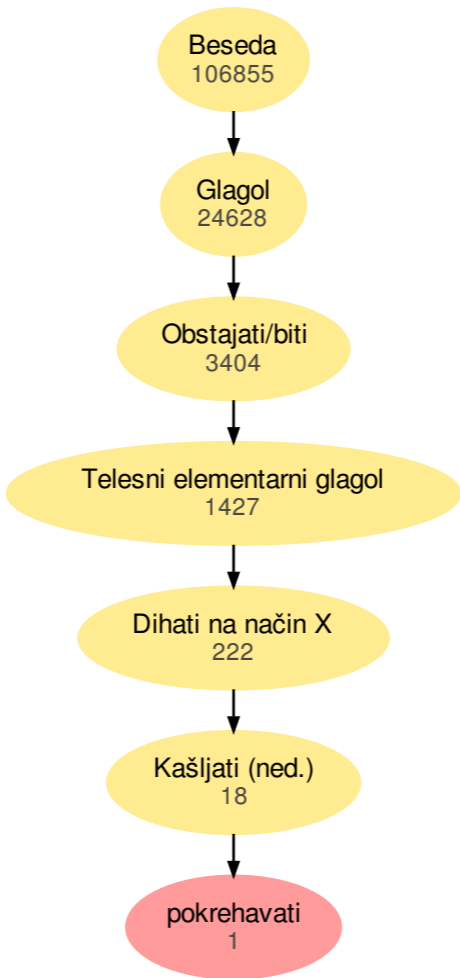 Beseda
106855
Glagol
24628
Obstajati/biti
3404
Telesni elementarni glagol
1427
Dihati na način X
222
Kašljati (ned.)
18
pokrehavati
1